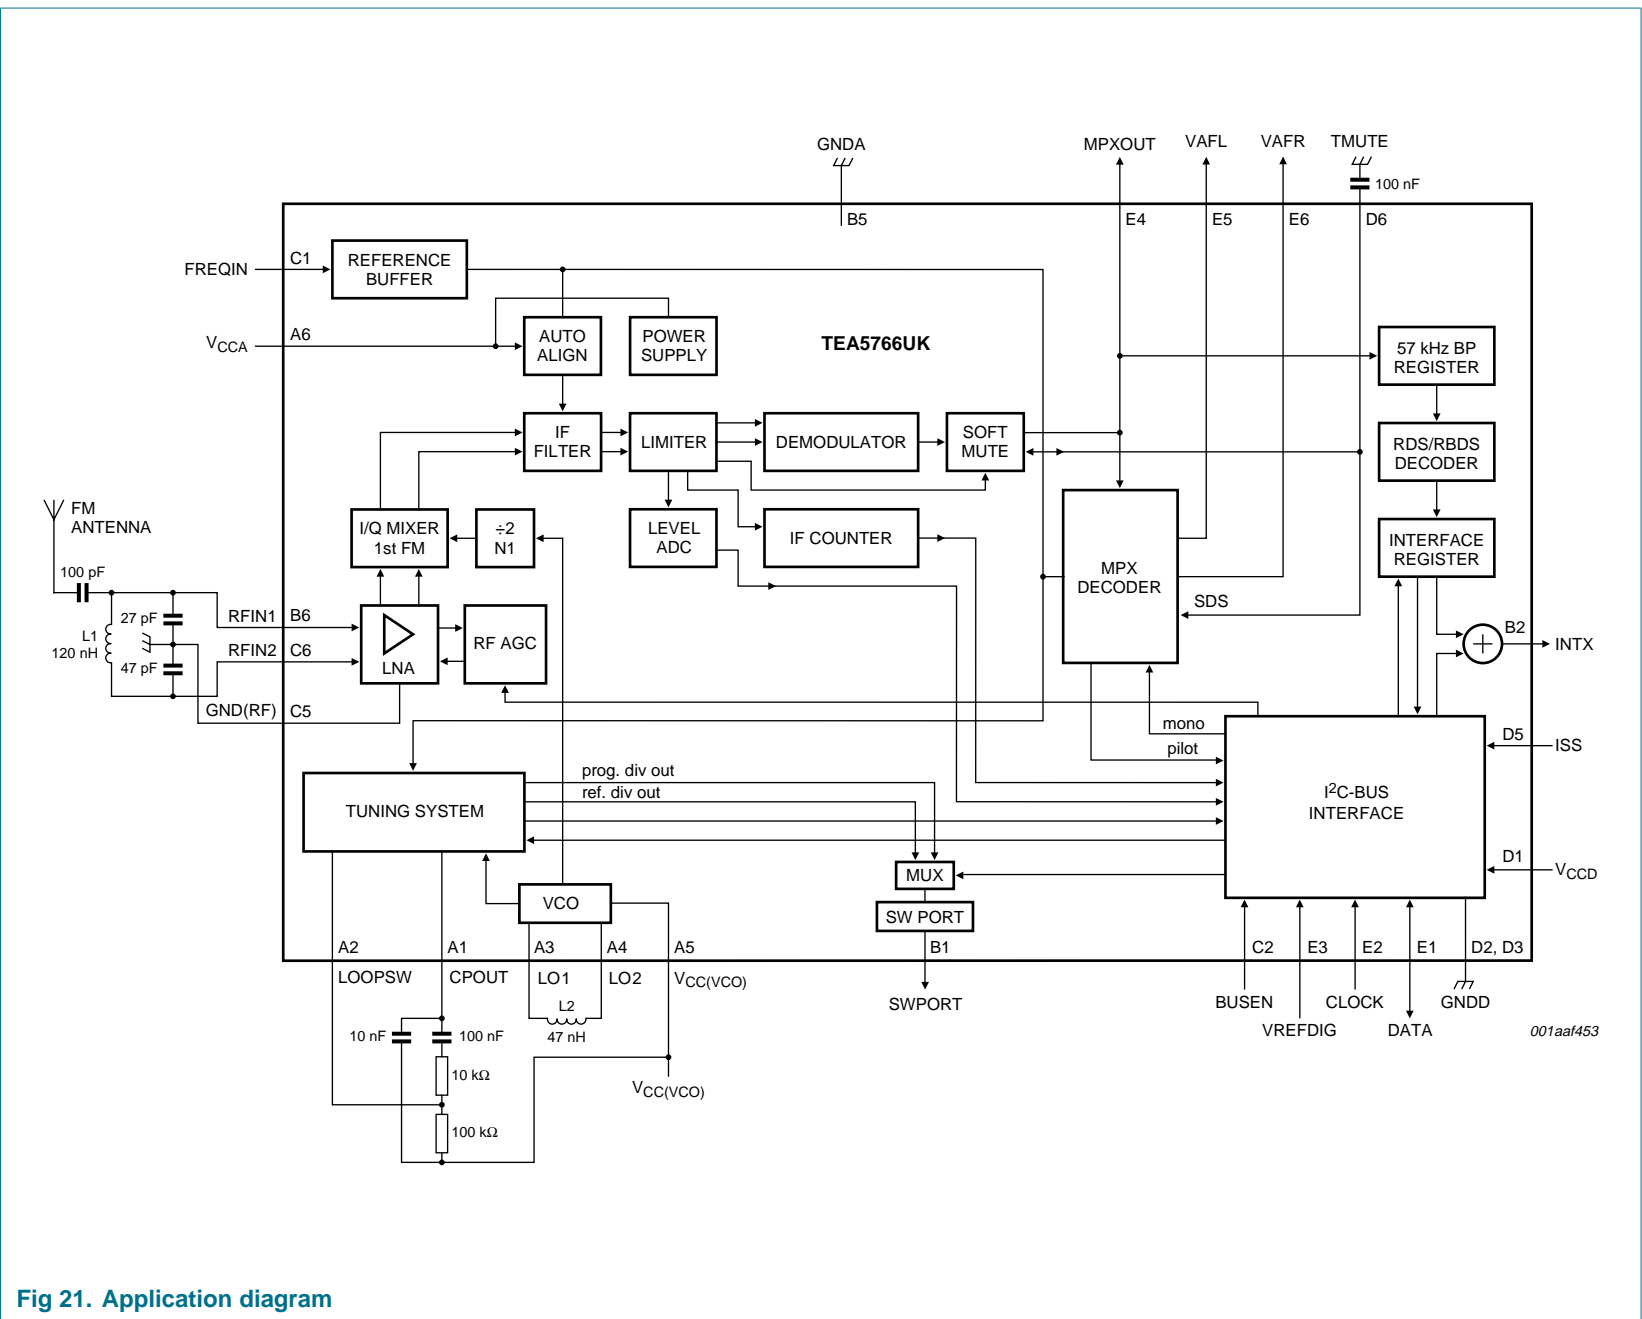 GNDA
MPXOUT
VAFL
VAFR
TMUTE
100 nF
B5
E4
E5
E6
D6
FREQIN
C1
REFERENCE
BUFFER
VCCA
A6
AUTO
ALIGN
POWER
SUPPLY
TEA5766UK
57 kHz BP
REGISTER
IF
FILTER
LIMITER
DEMODULATOR
SOFT
MUTE
RDS/RBDS
DECODER
FM
ANTENNA
I/Q MIXER
1st FM
÷2
N1
LEVEL
ADC
IF COUNTER
INTERFACE
REGISTER
MPX
DECODER
100 pF
27 pF
RFIN1
B6
L1
120 nH
47 pF
RFIN2
C6
LNA
RF AGC
SDS
B2
INTX
GND(RF)
C5
mono
pilot
D5
ISS
TUNING SYSTEM
prog. div out
ref. div out
I2C-BUS
INTERFACE
MUX
D1
VCCD
VCO
SW PORT
A2
A1
A3
A4
A5
B1
C2
E3
E2
E1
D2, D3
LOOPSW
CPOUT
LO1
LO2
VCC(VCO)
SWPORT
BUSEN
CLOCK
GNDD
VREFDIG
DATA
L2
47 nH
10 nF
100 nF
10 kΩ
VCC(VCO)
100 kΩ
001aaf453
Fig 21. Application diagram